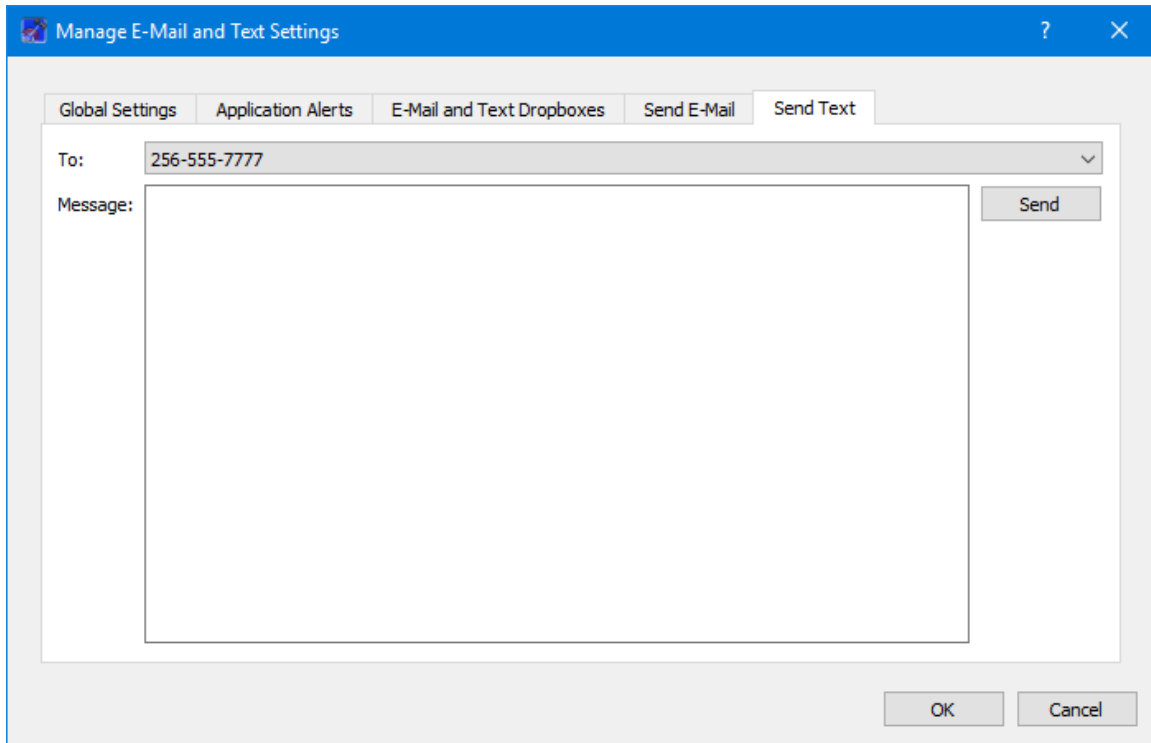 Manage E-Mail and Text Settings ?
Global Settings Application Alerts E-Mail and Text Dropboxes Send E-Mail Send Text
To: 256-555-7777
Message: Send
OK Cancel